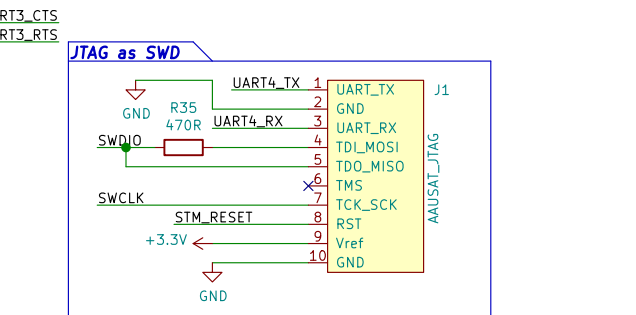 RT3_CTS
RT3_RTS
JTAG as SWD
UART4_TX 1 UART_TX J1
GND 2 GND
R35
470R
UART4_RX 3 UART_RX
SWDIO 4 TDI_MOSI
5 TDO_MISO
6 TMS
SWCLK 7 TCK_SCK
STM_RESET 8 RST
+3.3V 9 Vref
10 GND
GND
AAUSAT_JTAG